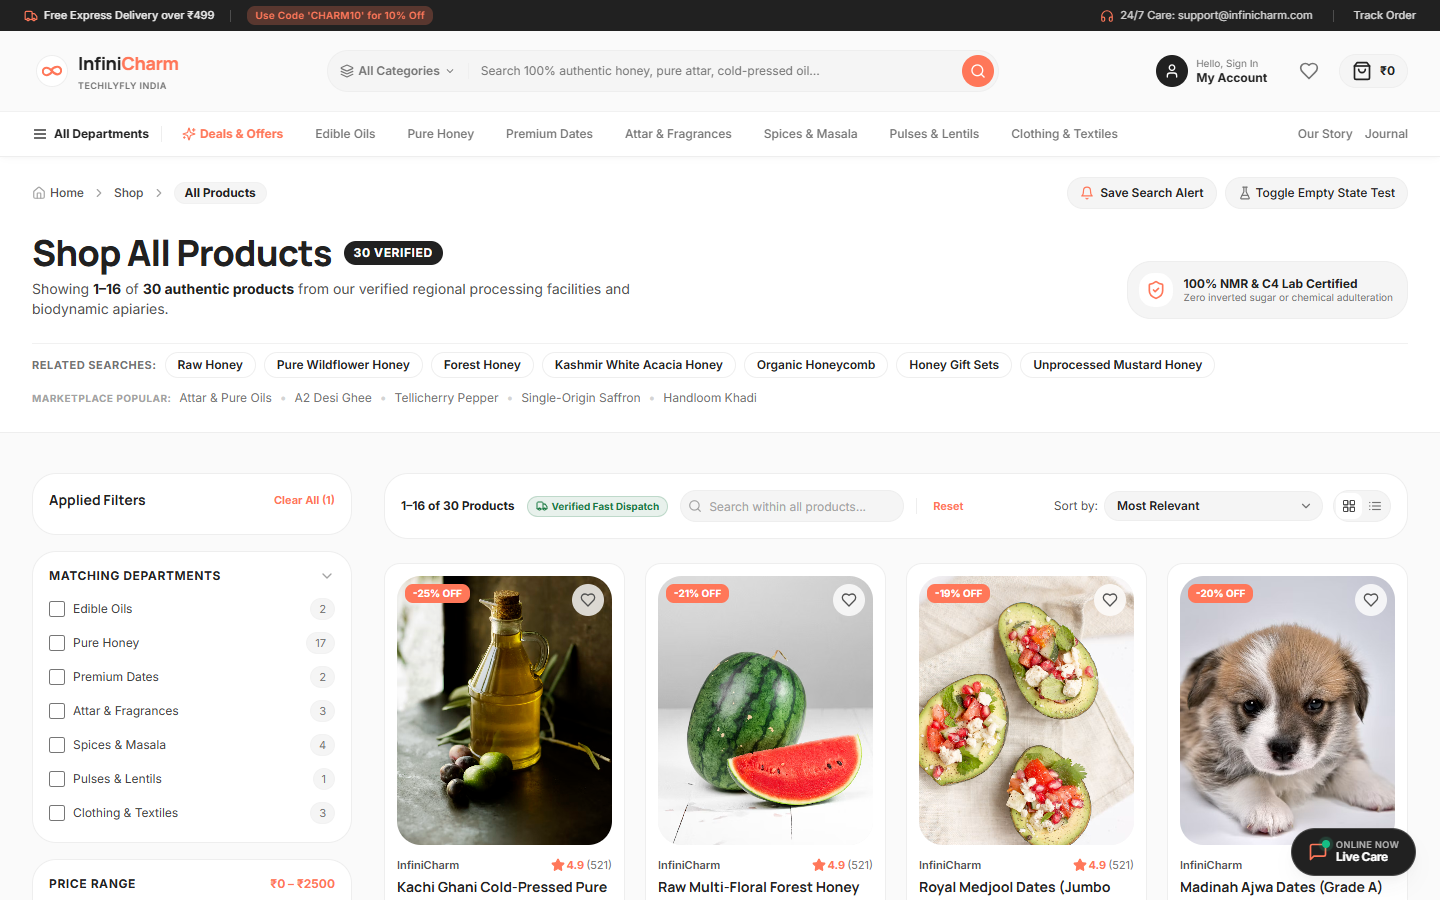 Free Express Delivery over ₹499
Use Code 'CHARM10' for 10% Off
24/7 Care: support@infinicharm.com
Track Order
InfiniCharm
TECHILYFLY INDIA
All Categories
Search 100% authentic honey, pure attar, cold-pressed oil...
Hello, Sign In
My Account
₹0
All Departments
Deals & Offers
Edible Oils
Pure Honey
Premium Dates
Attar & Fragrances
Spices & Masala
Pulses & Lentils
Clothing & Textiles
Our Story
Journal
Home
Shop
All Products
Save Search Alert
Toggle Empty State Test
Shop All Products
30 VERIFIED
Showing 1–16 of 30 authentic products from our verified regional processing facilities and
biodynamic apiaries.
100% NMR & C4 Lab Certified
Zero inverted sugar or chemical adulteration
RELATED SEARCHES:
Raw Honey
Pure Wildflower Honey
Forest Honey
Kashmir White Acacia Honey
Organic Honeycomb
Honey Gift Sets
Unprocessed Mustard Honey
MARKETPLACE POPULAR:
Attar & Pure Oils
A2 Desi Ghee
Tellicherry Pepper
Single-Origin Saffron
Handloom Khadi
Applied Filters
Clear All (1)
MATCHING DEPARTMENTS
Edible Oils
2
Pure Honey
17
Premium Dates
2
Attar & Fragrances
3
Spices & Masala
4
Pulses & Lentils
1
Clothing & Textiles
3
PRICE RANGE
₹0 – ₹2500
1–16 of 30 Products
Verified Fast Dispatch
Search within all products...
Reset
Sort by:
Most Relevant
-25% OFF
InfiniCharm
4.9 (521)
Kachi Ghani Cold-Pressed Pure
-21% OFF
InfiniCharm
4.9 (521)
Raw Multi-Floral Forest Honey
-19% OFF
InfiniCharm
4.9 (521)
Royal Medjool Dates (Jumbo
-20% OFF
InfiniCharm
Madinah Ajwa Dates (Grade A)
ONLINE NOW
Live Care